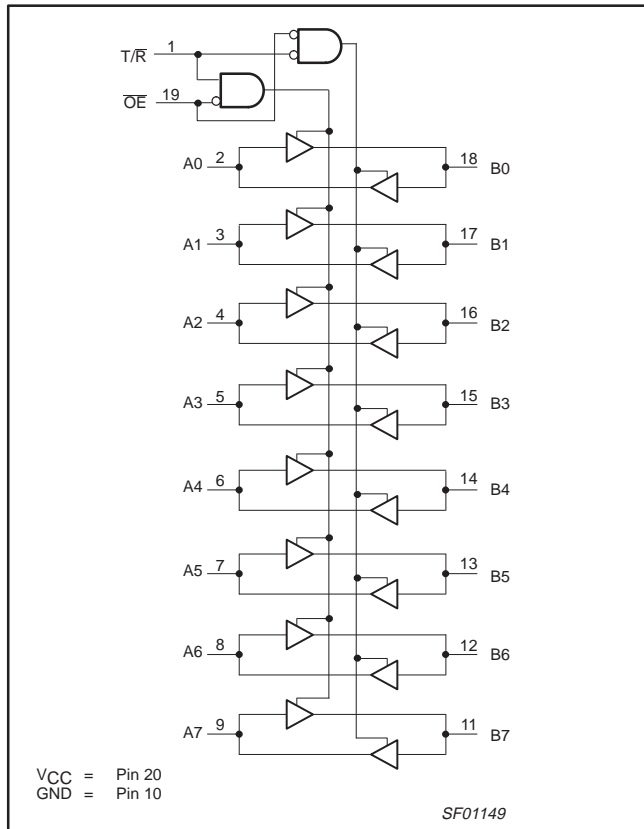 T/R̅ 1
O̅E̅ 19
A0 2 18 B0
A1 3 17 B1
A2 4 16 B2
A3 5 15 B3
A4 6 14 B4
A5 7 13 B5
A6 8 12 B6
A7 9 11 B7
VCC = Pin 20
GND = Pin 10
SF01149